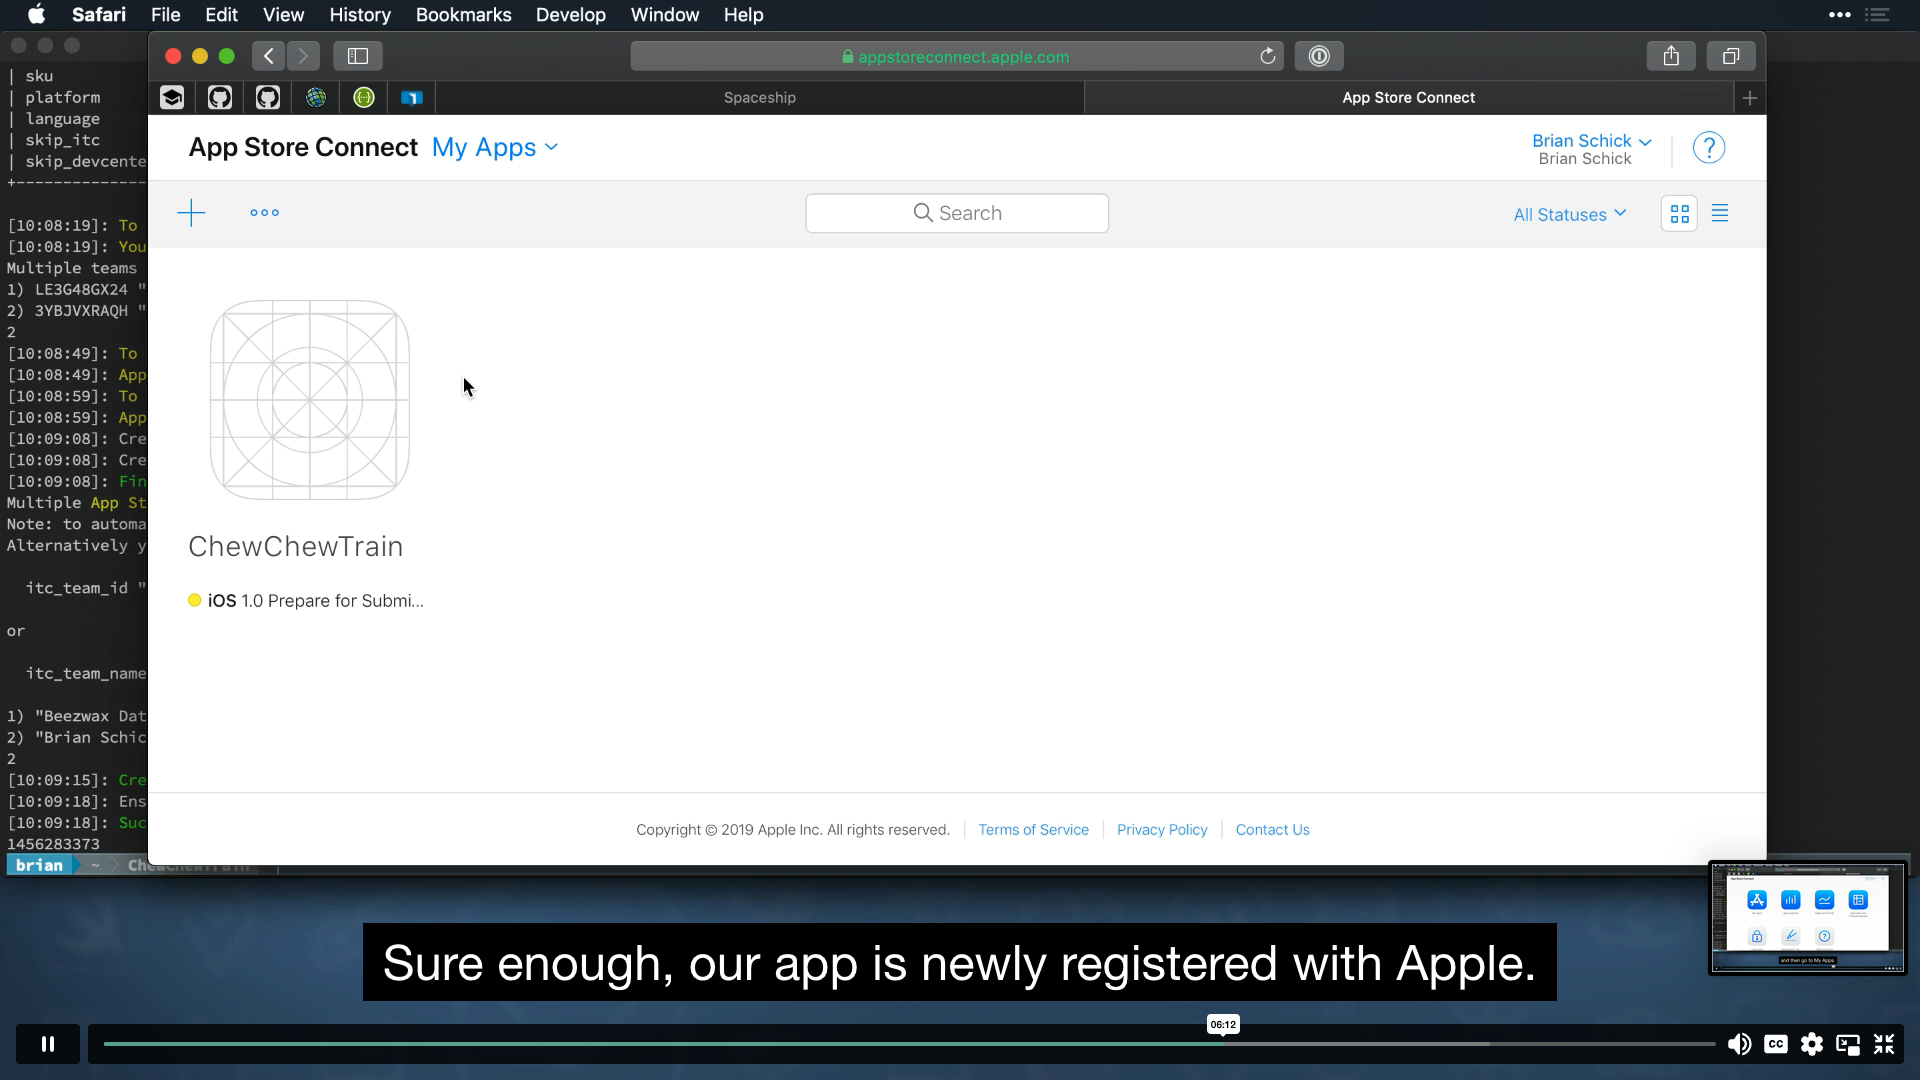 Safari File Edit View History Bookmarks Develop Window Help
| sku
| platform
| language
| skip_itc
| skip_devcente
+---------------
[10:08:19]: To
[10:08:19]: You
Multiple teams
1) LE3G48GX24 "
2) 3YBJVXRAQH "
2
[10:08:49]: To
[10:08:49]: App
[10:08:59]: To
[10:08:59]: App
[10:09:08]: Cre
[10:09:08]: Cre
[10:09:08]: Fin
Multiple App St
Note: to automa
Alternatively y
itc_team_id "
or
itc_team_name
1) "Beezwax Dat
2) "Brian Schic
2
[10:09:15]: Cre
[10:09:18]: Ens
[10:09:18]: Suc
1456283373
brian ~ ChewChewTrain
appstoreconnect.apple.com
Spaceship
App Store Connect
App Store Connect My Apps
Brian Schick
Brian Schick
?
Search
All Statuses
ChewChewTrain
iOS 1.0 Prepare for Submi...
Copyright © 2019 Apple Inc. All rights reserved. Terms of Service Privacy Policy Contact Us
and then go to My Apps.
Sure enough, our app is newly registered with Apple.
06:12
CC